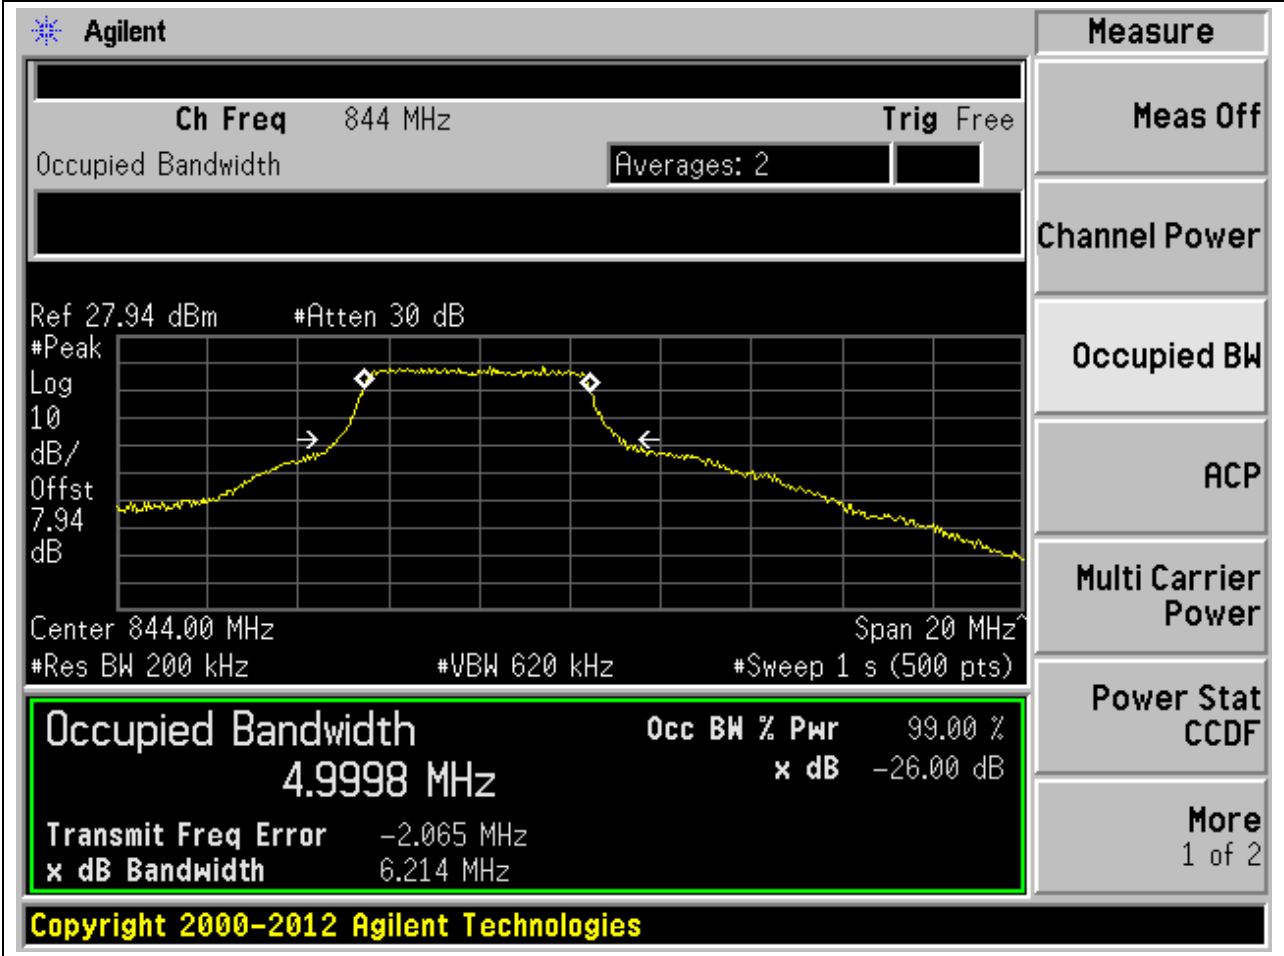 Agilent
Measure
Ch Freq 844 MHz Trig Free
Meas Off
Occupied Bandwidth Averages: 2
Channel Power
Ref 27.94 dBm #Atten 30 dB
#Peak
Log
10
dB/
Offst
7.94
dB
Occupied BW
ACP
Multi Carrier
Power
Center 844.00 MHz Span 20 MHz^
#Res BW 200 kHz #VBW 620 kHz #Sweep 1 s (500 pts)
Occupied Bandwidth Occ BW % Pwr 99.00 %
4.9998 MHz x dB -26.00 dB
Transmit Freq Error -2.065 MHz
x dB Bandwidth 6.214 MHz
Power Stat
CCDF
More
1 of 2
Copyright 2000-2012 Agilent Technologies